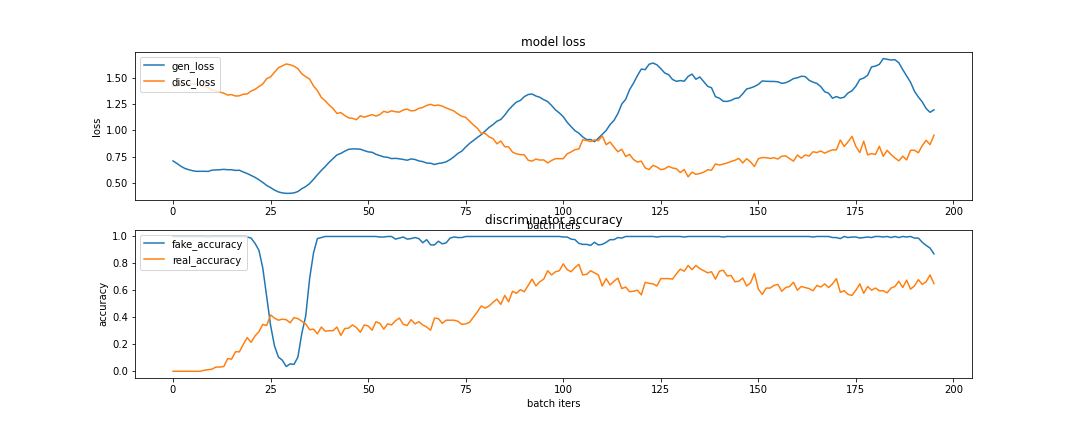 model loss
gen_loss
disc_loss
loss
1.50
1.25
1.00
0.75
0.50
0 25 50 75 100 125 150 175 200
batch iters
discriminator accuracy
fake_accuracy
real_accuracy
accuracy
1.0
0.8
0.6
0.4
0.2
0.0
0 25 50 75 100 125 150 175 200
batch iters